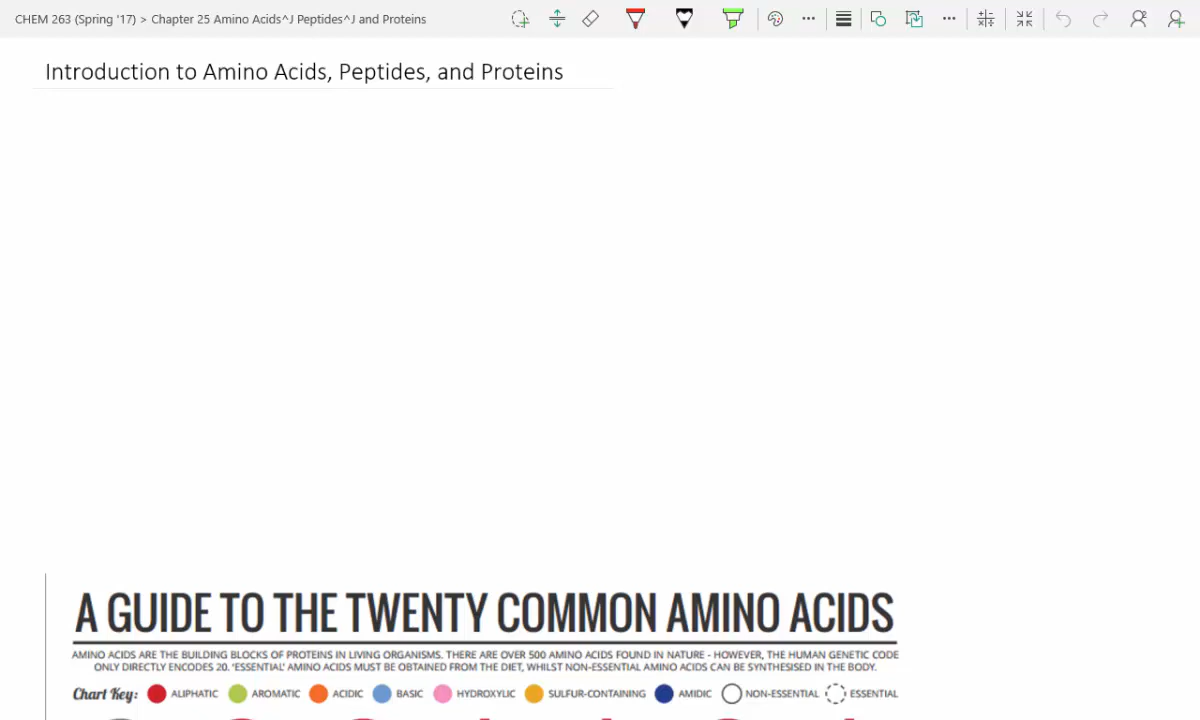 CHEM 263 (Spring '17) > Chapter 25 Amino Acids^J Peptides^J and Proteins
Introduction to Amino Acids, Peptides, and Proteins
A GUIDE TO THE TWENTY COMMON AMINO ACIDS
AMINO ACIDS ARE THE BUILDING BLOCKS OF PROTEINS IN LIVING ORGANISMS. THERE ARE OVER 500 AMINO ACIDS FOUND IN NATURE - HOWEVER, THE HUMAN GENETIC CODE
ONLY DIRECTLY ENCODES 20. 'ESSENTIAL' AMINO ACIDS MUST BE OBTAINED FROM THE DIET, WHILST NON-ESSENTIAL AMINO ACIDS CAN BE SYNTHESISED IN THE BODY.
Chart Key: ALIPHATIC AROMATIC ACIDIC BASIC HYDROXYLIC SULFUR-CONTAINING AMIDIC NON-ESSENTIAL ESSENTIAL